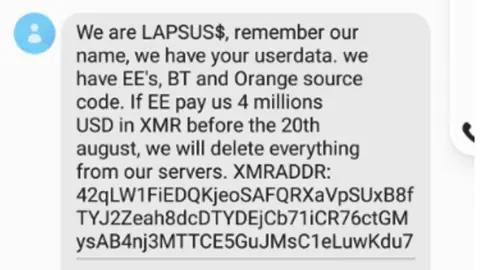 We are LAPSUS$, remember our
name, we have your userdata. we
have EE's, BT and Orange source
code. If EE pay us 4 millions
USD in XMR before the 20th
august, we will delete everything
from our servers. XMRADDR:
42qLW1FiEDQKjeoSAFQRXaVpSUxB8f
TYJ2Zeah8dcDTYDEjCb71iCR76ctGM
ysAB4nj3MTTCE5GuJMsC1eLuwKdu7